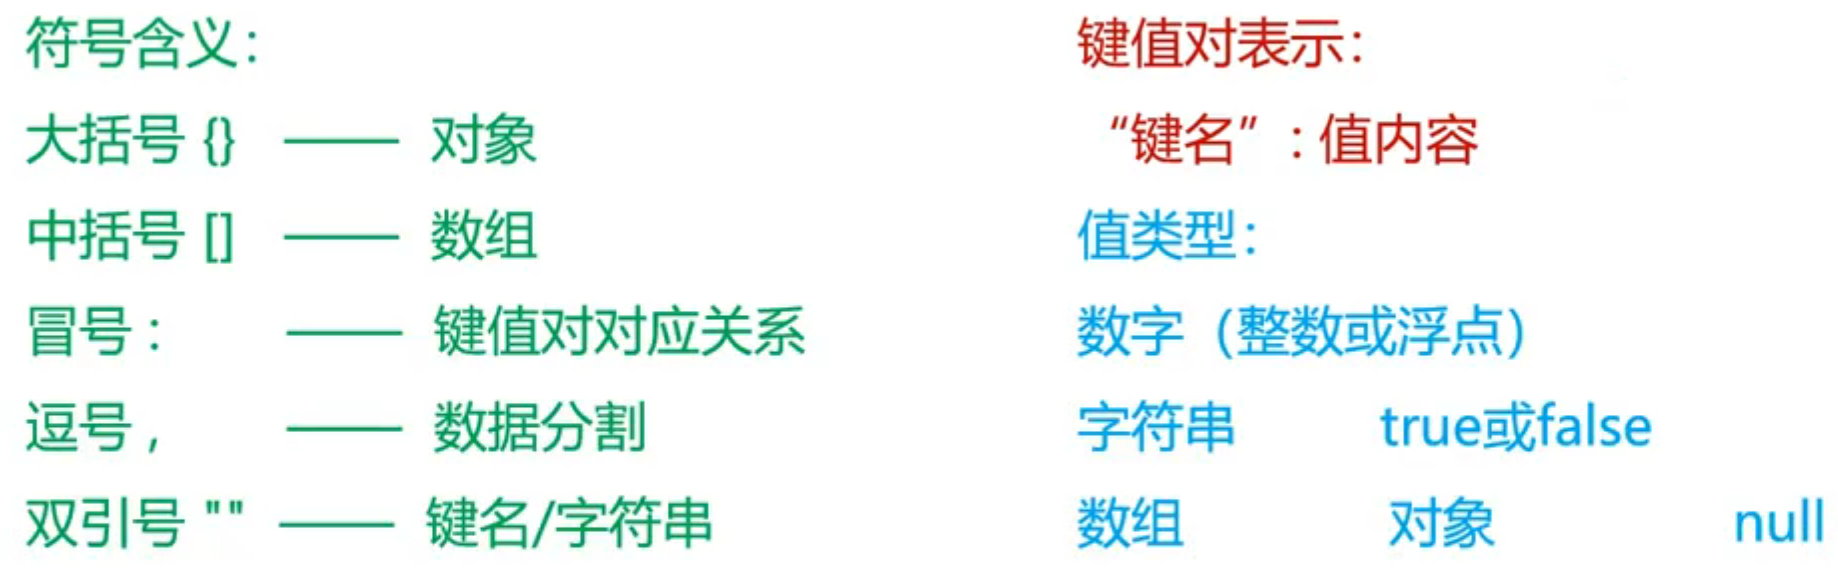 符号含义：
大括号 {} —— 对象
中括号 [] —— 数组
冒号 : —— 键值对对应关系
逗号 , —— 数据分割
双引号 "" —— 键名/字符串
键值对表示：
“键名”：值内容
值类型：
数字（整数或浮点）
字符串 true或false
数组 对象 null